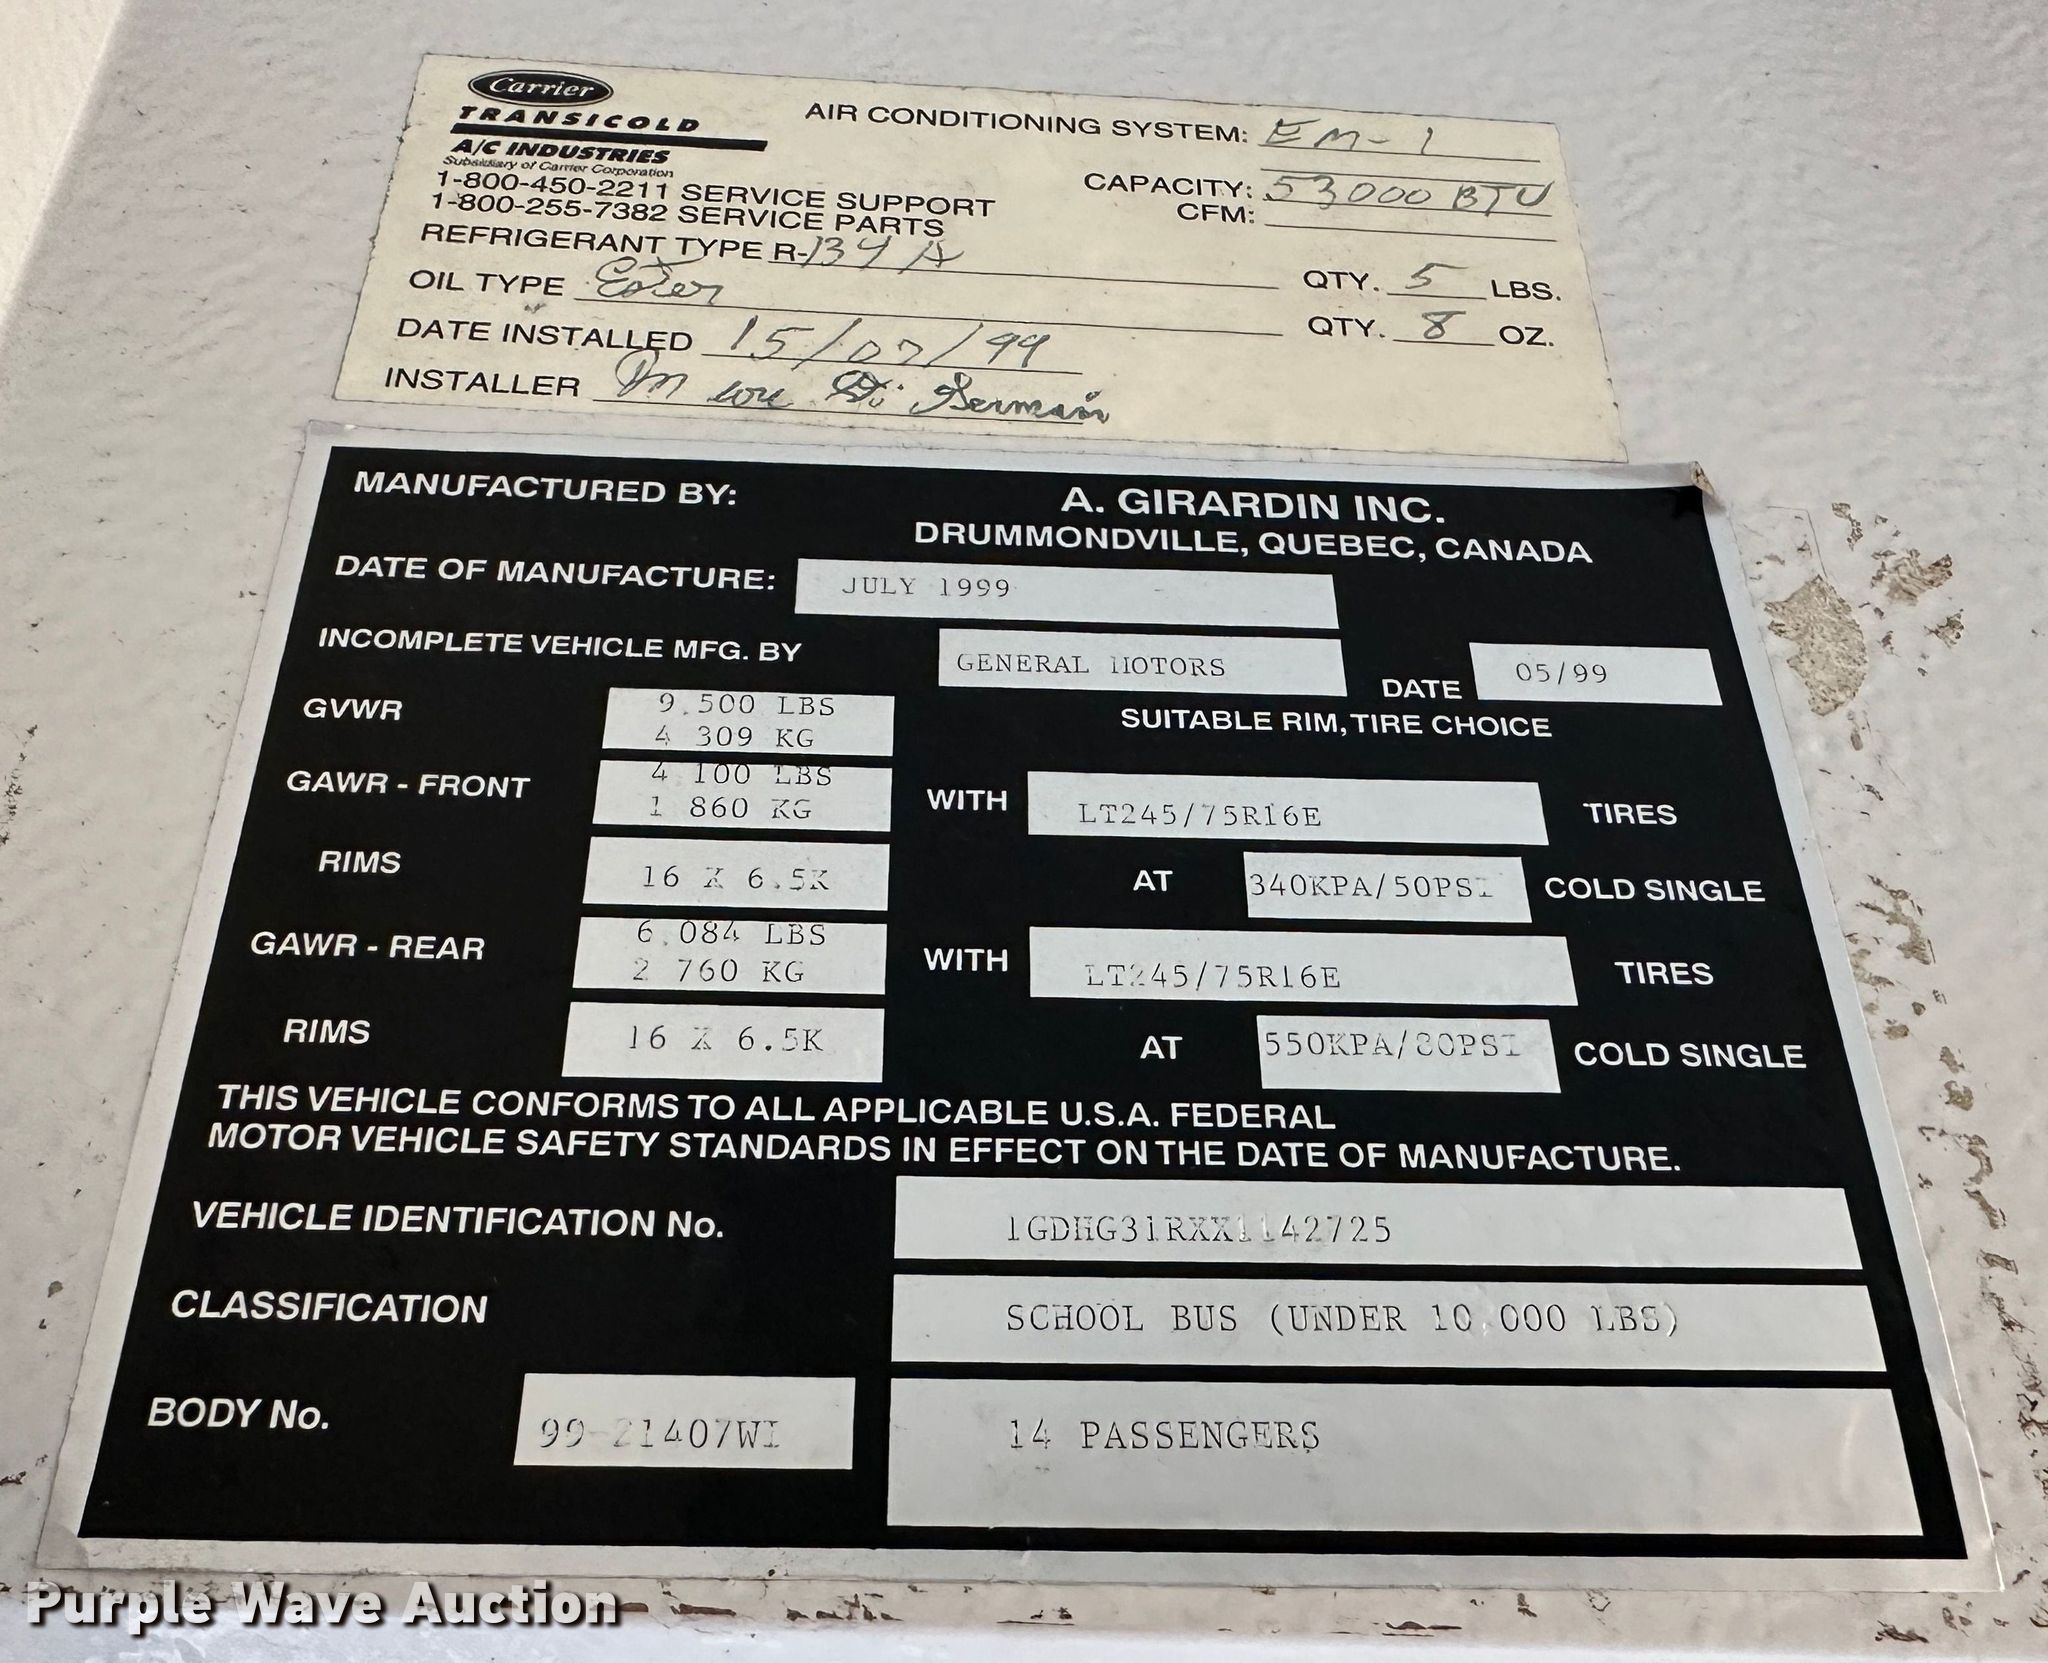 Carrier
TRANSICOLD
A/C INDUSTRIES
Subsidiary of Carrier Corporation
1-800-450-2211 SERVICE SUPPORT
1-800-255-7382 SERVICE PARTS
AIR CONDITIONING SYSTEM: EM-1
CAPACITY: 53000 BTU
CFM:
REFRIGERANT TYPE R-134A QTY. 5 LBS.
OIL TYPE Ester QTY. 8 OZ.
DATE INSTALLED 15/07/99
INSTALLER Germain
MANUFACTURED BY: A. GIRARDIN INC.
DRUMMONDVILLE, QUEBEC, CANADA
DATE OF MANUFACTURE: JULY 1999
INCOMPLETE VEHICLE MFG. BY GENERAL MOTORS DATE 05/99
GVWR 9.500 LBS
4 309 KG
SUITABLE RIM, TIRE CHOICE
GAWR - FRONT 4 100 LBS
1 860 KG
WITH LT245/75R16E TIRES
RIMS 16 X 6.5K AT 340KPA/50PSI COLD SINGLE
GAWR - REAR 6.084 LBS
2 760 KG
WITH LT245/75R16E TIRES
RIMS 16 X 6.5K AT 550KPA/80PSI COLD SINGLE
THIS VEHICLE CONFORMS TO ALL APPLICABLE U.S.A. FEDERAL
MOTOR VEHICLE SAFETY STANDARDS IN EFFECT ON THE DATE OF MANUFACTURE.
VEHICLE IDENTIFICATION No. 1GDHG31RXX1142725
CLASSIFICATION SCHOOL BUS (UNDER 10.000 LBS)
BODY No. 99-21407WI 14 PASSENGERS
Purple Wave Auction